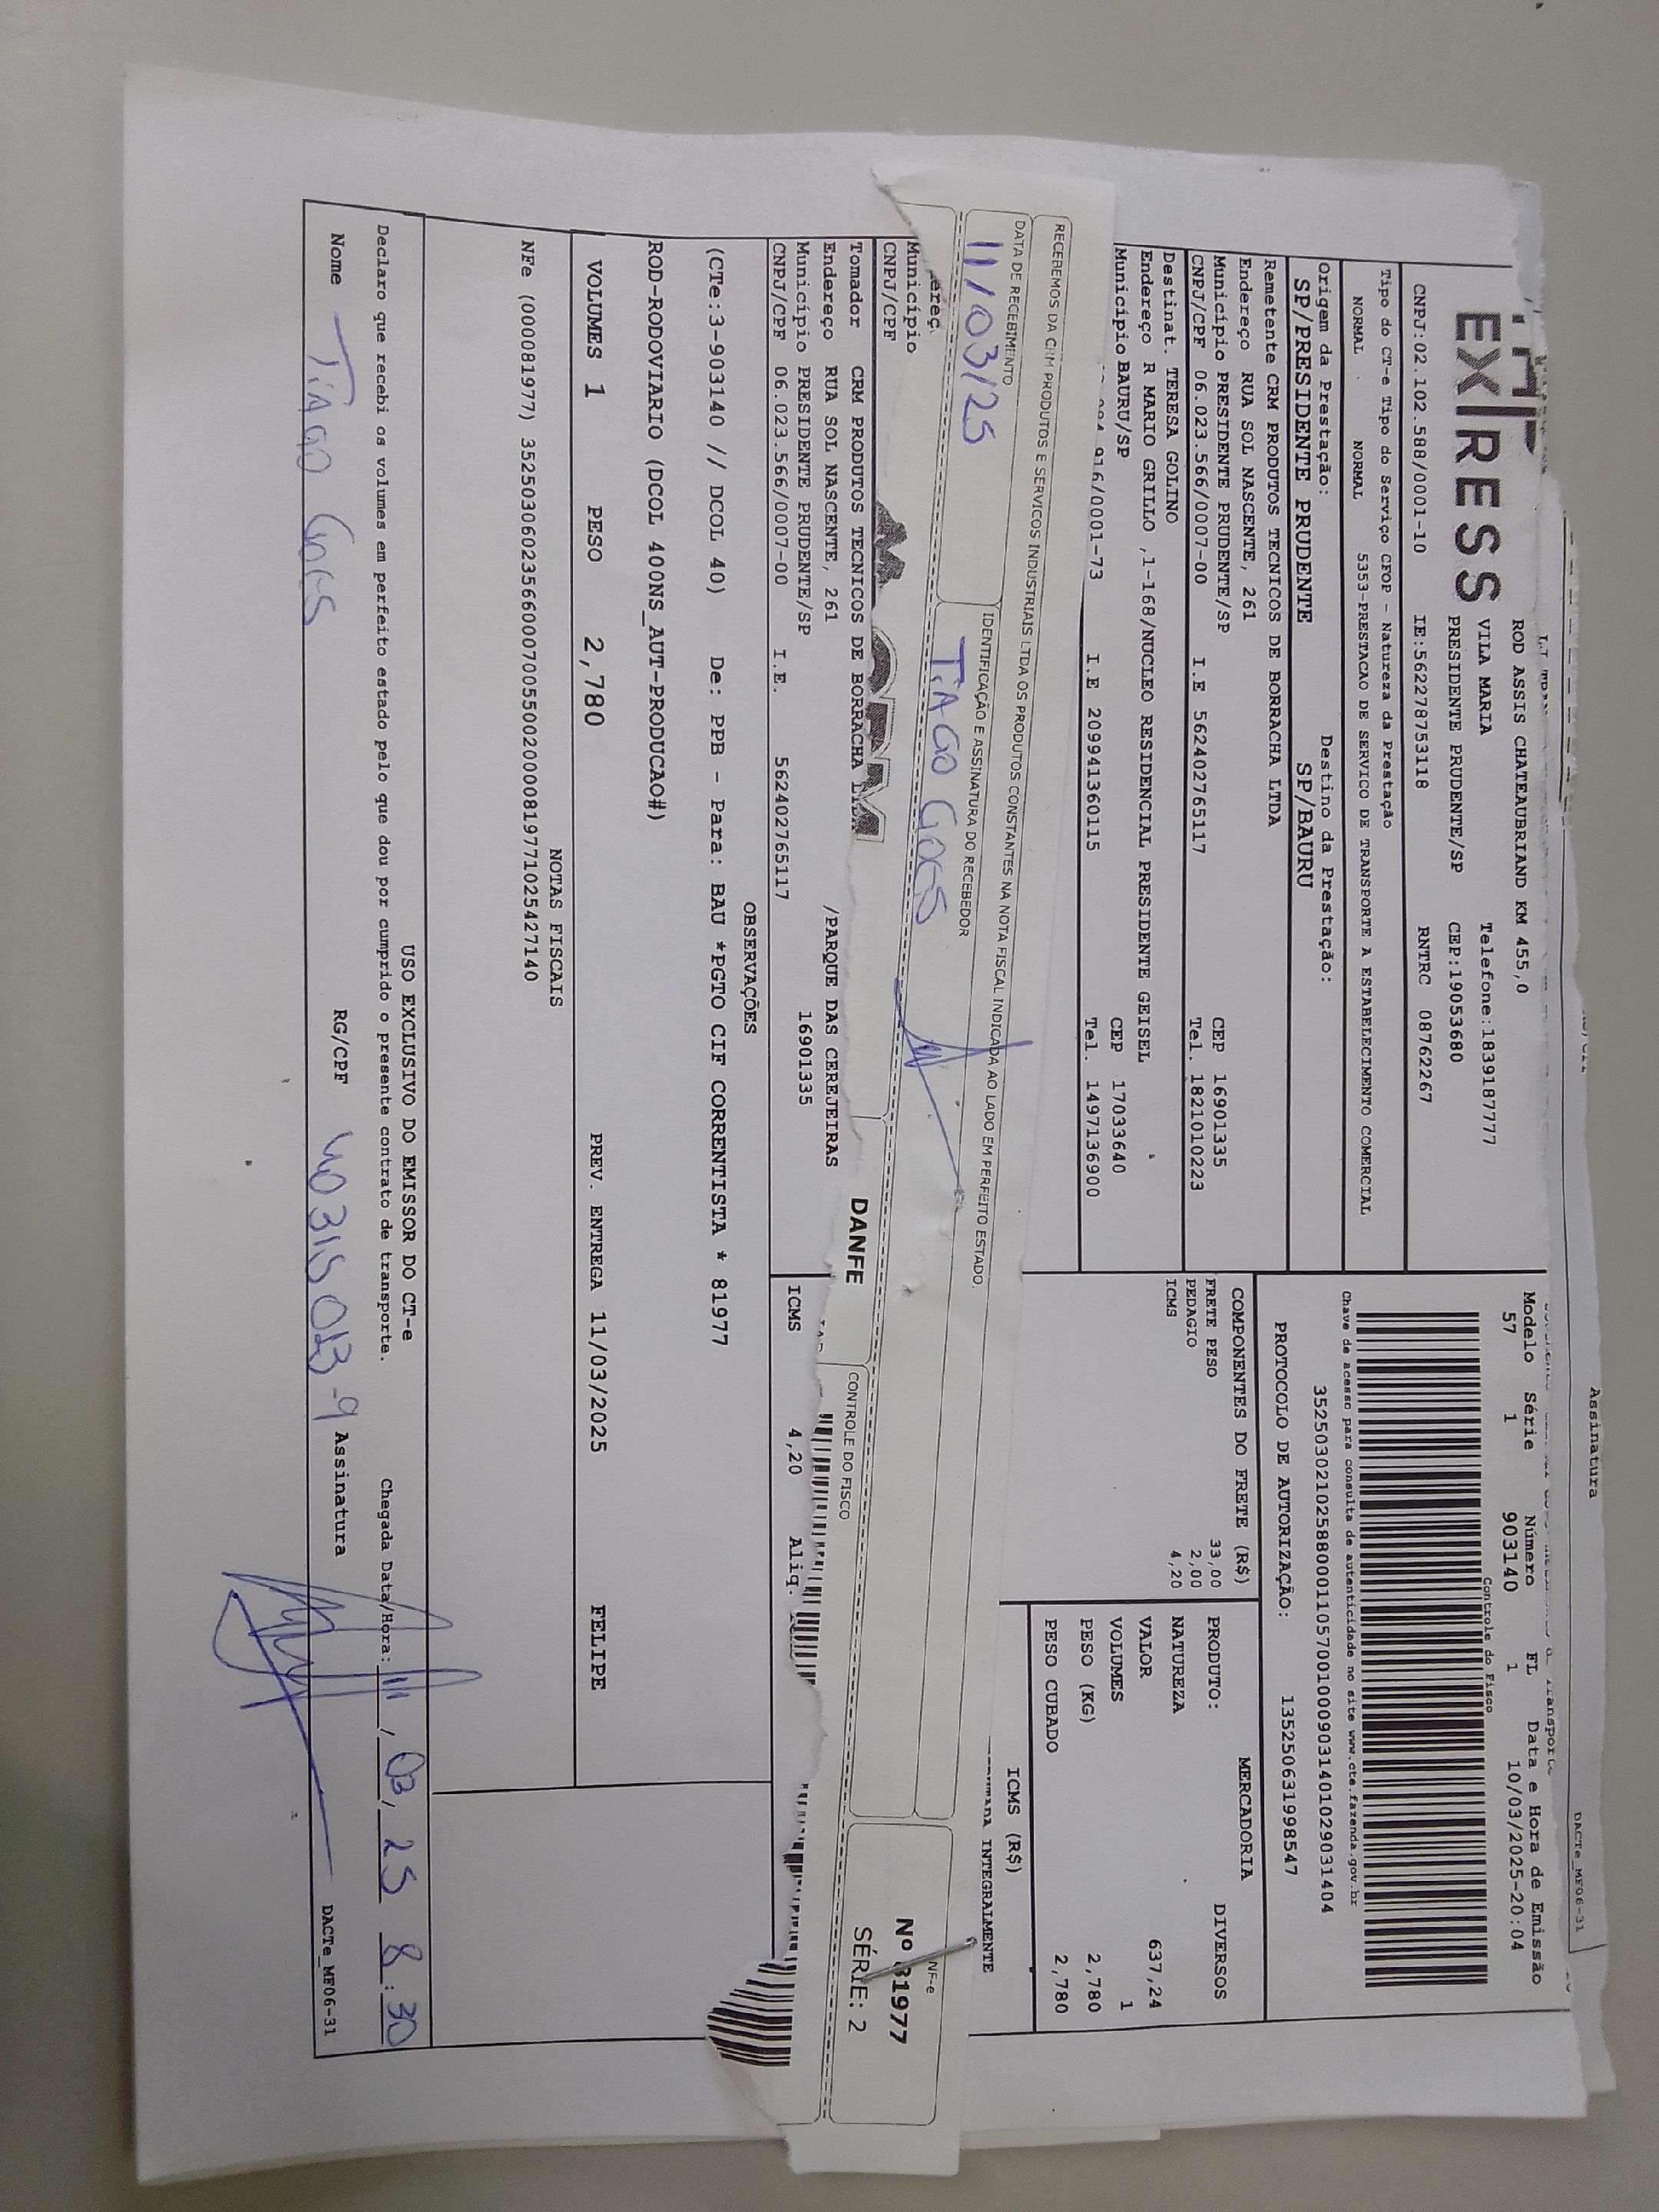 Assinatura
DACTe_MF06-31
EXPRESS
ROD ASSIS CHATEAUBRIAND KM 455,0
VILA MARIA Telefone:1839187777
PRESIDENTE PRUDENTE/SP CEP:19053680
CNPJ:02.102.588/0001-10 IE:562278753118 RNTRC 08762267
Modelo Série Número FL Data e Hora de Emissão
57 1 903140 1 10/03/2025-20:04
Controle do Fisco
Chave de acesso para consulta de autenticidade no site www.cte.fazenda.gov.br
35250302102588000110570010009031401029031404
PROTOCOLO DE AUTORIZAÇÃO: 135250631998547
Tipo do CT-e Tipo do Serviço CFOP - Natureza da Prestação
NORMAL NORMAL 5353-PRESTACAO DE SERVICO DE TRANSPORTE A ESTABELECIMENTO COMERCIAL
Origem da Prestação: Destino da Prestação:
SP/PRESIDENTE PRUDENTE SP/BAURU
Remetente CRM PRODUTOS TECNICOS DE BORRACHA LTDA
Endereço RUA SOL NASCENTE, 261
Município PRESIDENTE PRUDENTE/SP CEP 16901335
CNPJ/CPF 06.023.566/0007-00 I.E 562402765117 Tel. 1821010223
Destinat. TERESA GOLINO
Endereço R MARIO GRILLO ,1-168/NUCLEO RESIDENCIAL PRESIDENTE GEISEL
Município BAURU/SP CEP 17033640
916/0001-73 I.E 209941360115 Tel. 1497136900
COMPONENTES DO FRETE (R$)
FRETE PESO 33,00
PEDAGIO 2,00
ICMS 4,20
MERCADORIA
PRODUTO: DIVERSOS
NATUREZA
VALOR 637,24
VOLUMES 1
PESO (KG) 2,780
PESO CUBADO 2,780
ICMS (R$)
INTEGRALMENTE
RECEBEMOS DA CRM PRODUTOS E SERVICOS INDUSTRIAIS LTDA OS PRODUTOS CONSTANTES NA NOTA FISCAL INDICADA AO LADO EM PERFEITO ESTADO.
DATA DE RECEBIMENTO IDENTIFICAÇÃO E ASSINATURA DO RECEBEDOR
11/03/25 TIAGO GOES
NF-e
Nº 81977
SÉRIE: 2
Município
CNPJ/CPF
CRM
DANFE
CONTROLE DO FISCO
Tomador CRM PRODUTOS TECNICOS DE BORRACHA LTDA
Endereço RUA SOL NASCENTE, 261 /PARQUE DAS CEREJEIRAS
Município PRESIDENTE PRUDENTE/SP 16901335
CNPJ/CPF 06.023.566/0007-00 I.E. 562402765117
ICMS 4,20 Aliq.
OBSERVAÇÕES
(CTe:3-903140 // DCOL 40) De: PPB - Para: BAU *PGTO CIF CORRENTISTA * 81977
ROD-RODOVIARIO (DCOL 400NS_AUT-PRODUCAO#)
VOLUMES 1 PESO 2,780 PREV. ENTREGA 11/03/2025 FELIPE
NOTAS FISCAIS
NFe (000081977) 35250306023566000700550020000819771025427140
USO EXCLUSIVO DO EMISSOR DO CT-e
Declaro que recebi os volumes em perfeito estado pelo que dou por cumprido o presente contrato de transporte. Chegada Data/Hora: 11/03/25 8:30
Nome Tiago Goes RG/CPF 40315013-9 Assinatura
DACTe_MF06-31